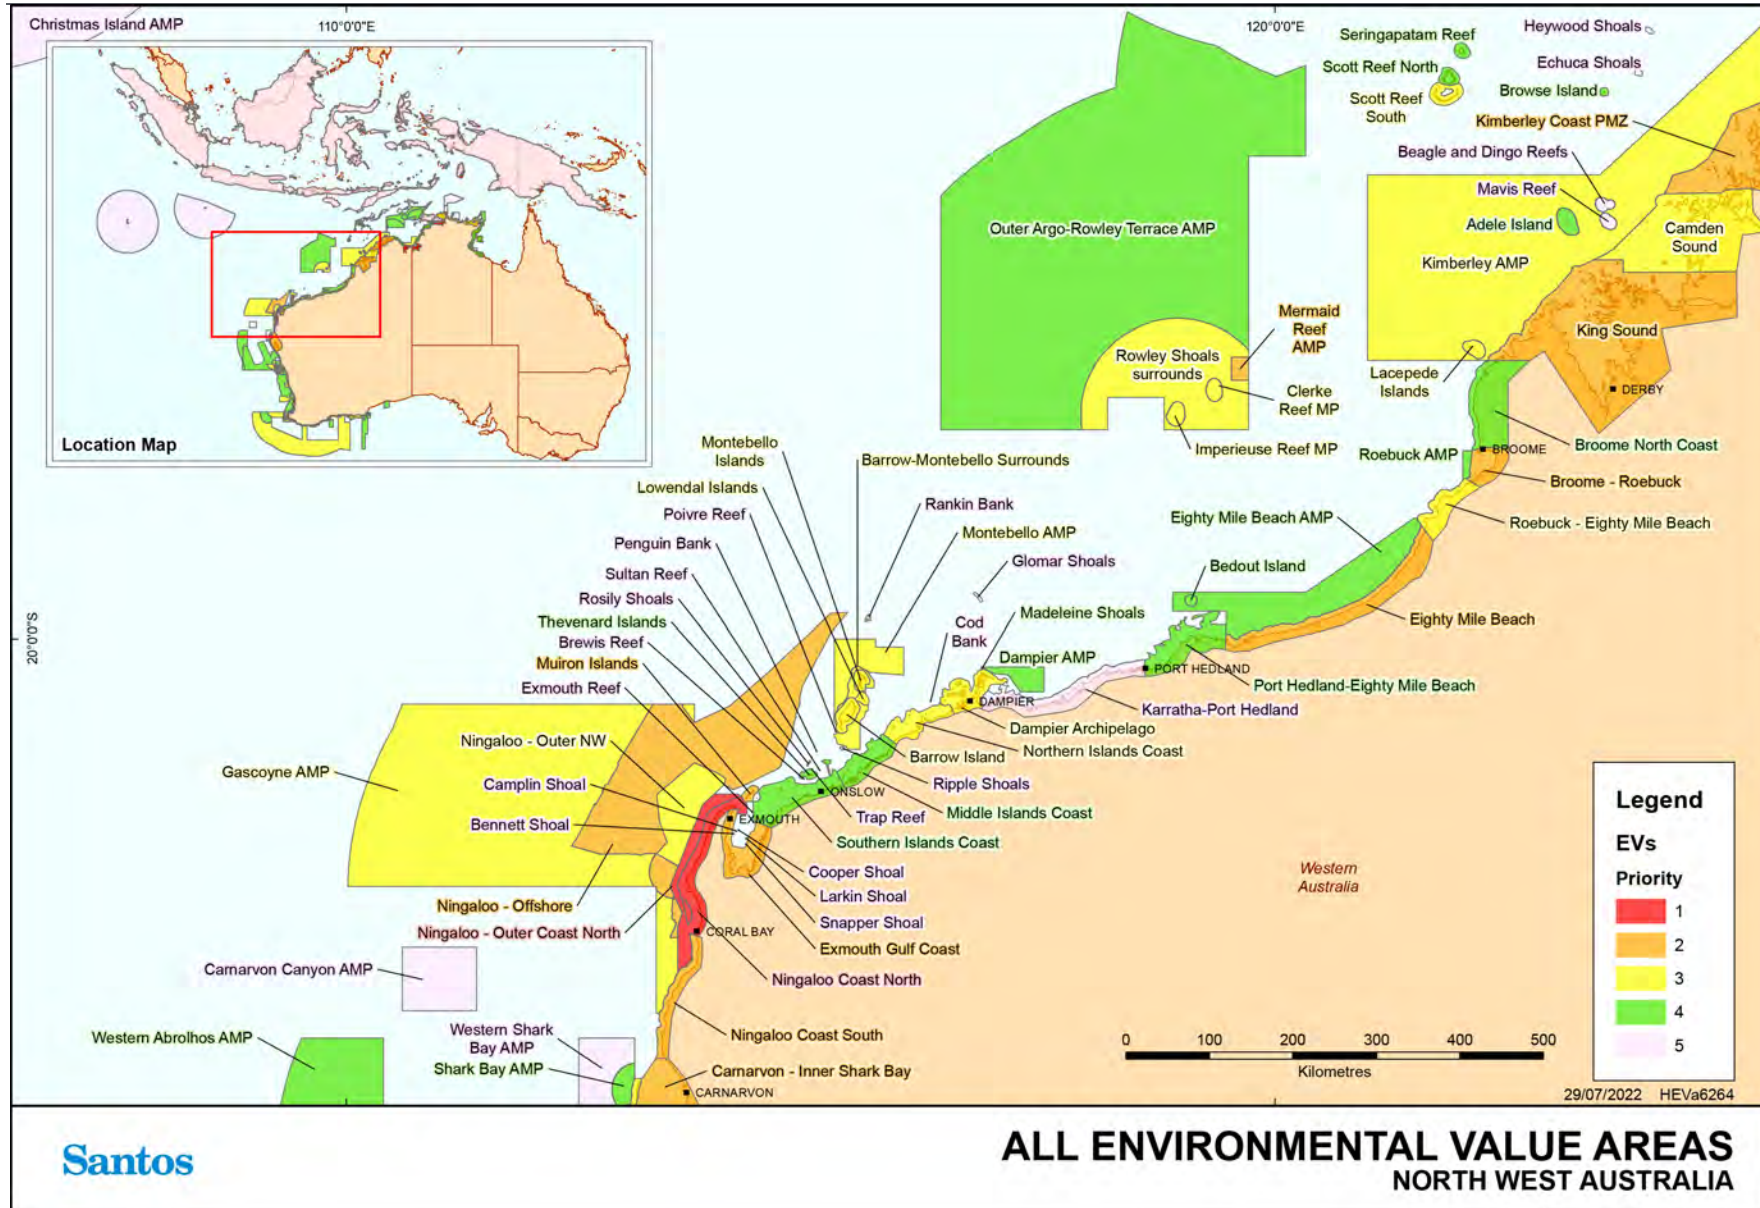 Christmas Island AMP
110°0'0"E
120°0'0"E
Location Map
20°0'0"S
Seringapatam Reef
Scott Reef North
Scott Reef
South
Heywood Shoals
Echuca Shoals
Browse Island
Kimberley Coast PMZ
Beagle and Dingo Reefs
Mavis Reef
Adele Island
Camden
Sound
Kimberley AMP
King Sound
Outer Argo-Rowley Terrace AMP
Mermaid
Reef
AMP
Rowley Shoals
surrounds
Clerke
Reef MP
Imperieuse Reef MP
Lacepede
Islands
DERBY
Broome North Coast
Roebuck AMP
BROOME
Broome - Roebuck
Roebuck - Eighty Mile Beach
Eighty Mile Beach AMP
Bedout Island
Eighty Mile Beach
Montebello
Islands
Barrow-Montebello Surrounds
Lowendal Islands
Poivre Reef
Rankin Bank
Penguin Bank
Montebello AMP
Sultan Reef
Glomar Shoals
Rosily Shoals
Madeleine Shoals
Thevenard Islands
Cod
Bank
Brewis Reef
Dampier AMP
Muiron Islands
PORT HEDLAND
Exmouth Reef
Port Hedland-Eighty Mile Beach
DAMPIER
Karratha-Port Hedland
Dampier Archipelago
Ningaloo - Outer NW
Northern Islands Coast
Barrow Island
Gascoyne AMP
Camplin Shoal
Ripple Shoals
ONSLOW
Middle Islands Coast
Bennett Shoal
EXMOUTH
Trap Reef
Southern Islands Coast
Cooper Shoal
Larkin Shoal
Ningaloo - Offshore
Snapper Shoal
Ningaloo - Outer Coast North
CORAL BAY
Exmouth Gulf Coast
Carnarvon Canyon AMP
Ningaloo Coast North
Western Shark
Bay AMP
Western Abrolhos AMP
Ningaloo Coast South
Shark Bay AMP
Carnarvon - Inner Shark Bay
CARNARVON
Western
Australia
Legend
EVs
Priority
1
2
3
4
5
0 100 200 300 400 500
Kilometres
29/07/2022 HEVa6264
Santos
ALL ENVIRONMENTAL VALUE AREAS
NORTH WEST AUSTRALIA